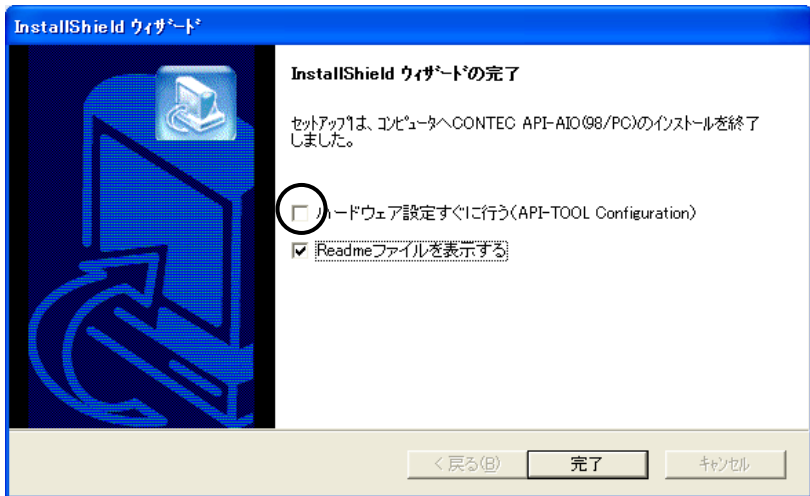 InstallShield ウィザード
InstallShield ウィザードの完了
セットアップは、コンピュータへCONTEC API-AIO(98/PC)のインストールを終了
しました。
ハードウェア設定すぐに行う(API-TOOL Configuration)
Readmeファイルを表示する
< 戻る(B)
完了
キャンセル